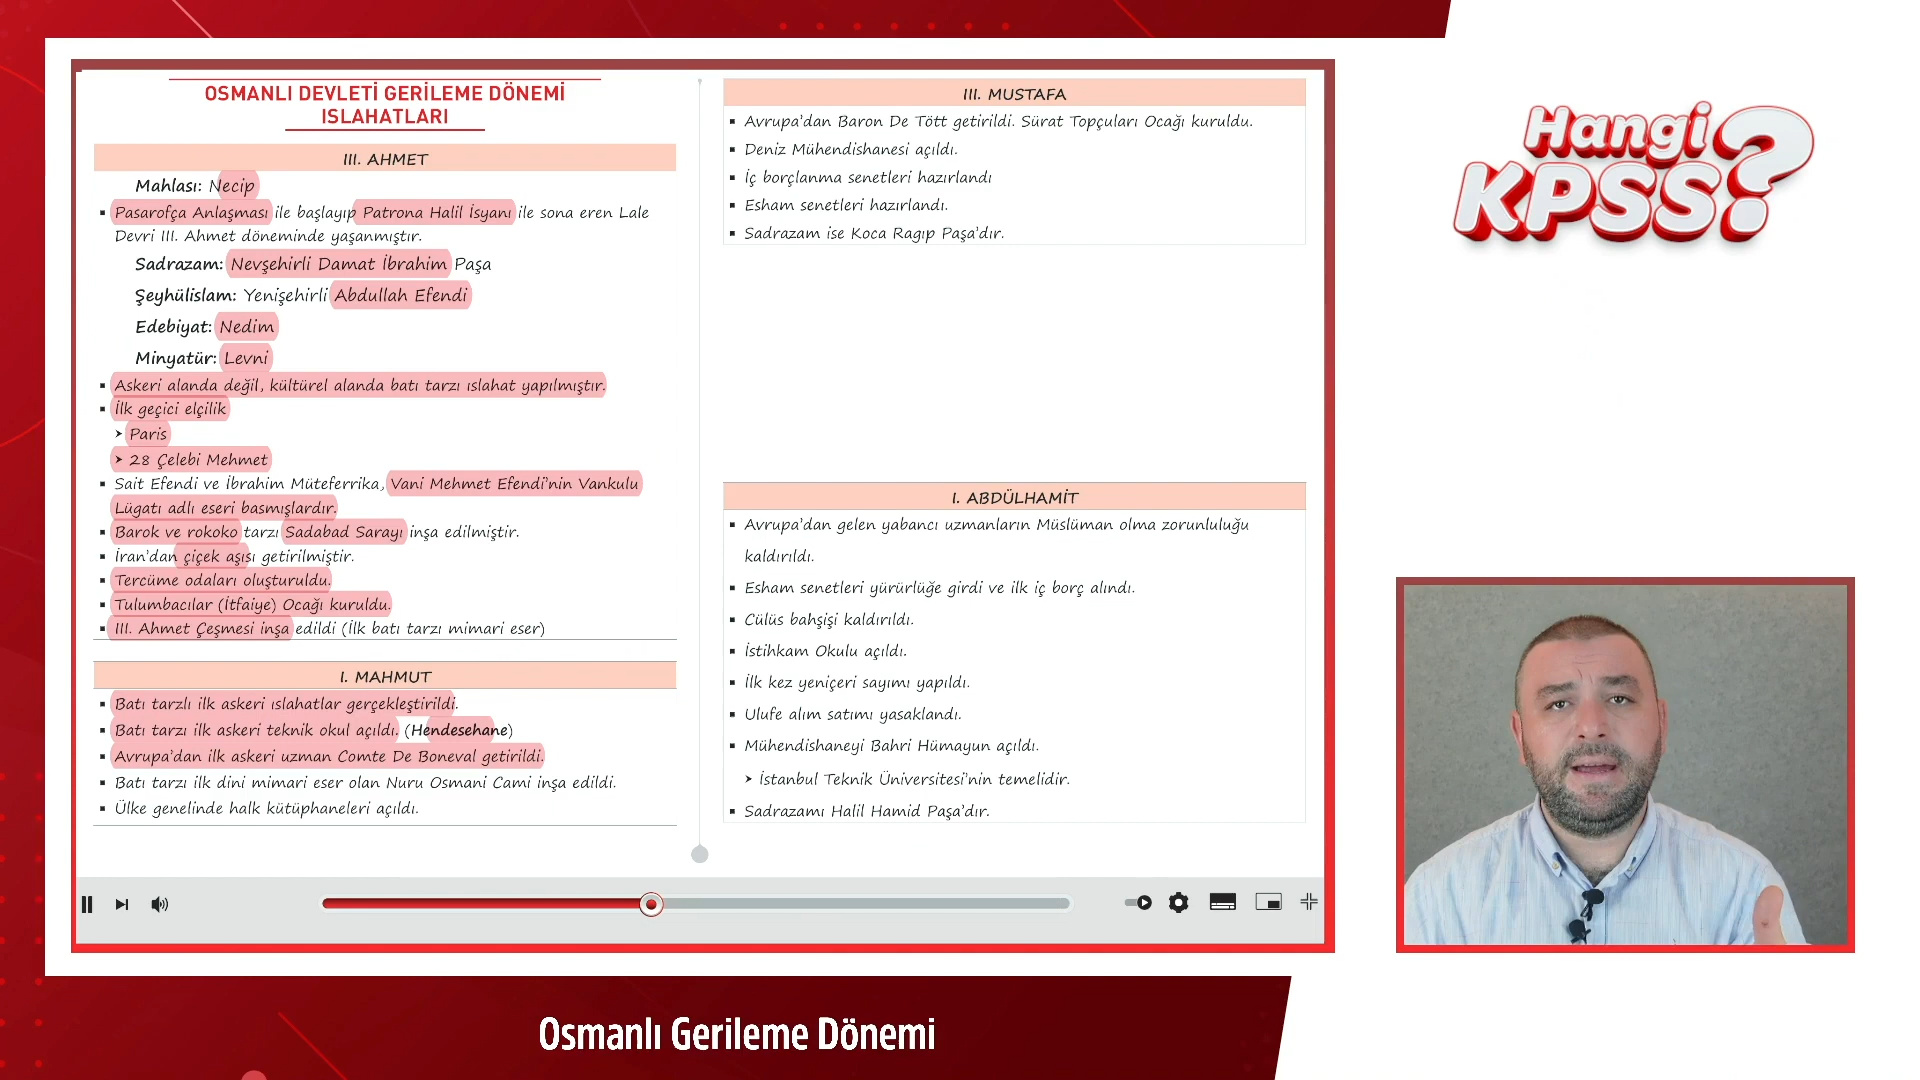 OSMANLI DEVLETİ GERİLEME DÖNEMİ
ISLAHATLARI
III. AHMET
Mahlası: Necip
▪ Pasarofça Anlaşması ile başlayıp Patrona Halil İsyanı ile sona eren Lale
Devri III. Ahmet döneminde yaşanmıştır.
Sadrazam: Nevşehirli Damat İbrahim Paşa
Şeyhülislam: Yenişehirli Abdullah Efendi
Edebiyat: Nedim
Minyatür: Levni
▪ Askeri alanda değil, kültürel alanda batı tarzı ıslahat yapılmıştır.
▪ İlk geçici elçilik
➤ Paris
➤ 28 Çelebi Mehmet
▪ Sait Efendi ve İbrahim Müteferrika, Vani Mehmet Efendi'nin Vankulu
Lügatı adlı eseri basmışlardır.
▪ Barok ve rokoko tarzı Sadabad Sarayı inşa edilmiştir.
▪ İran'dan çiçek aşısı getirilmiştir.
▪ Tercüme odaları oluşturuldu.
▪ Tulumbacılar (İtfaiye) Ocağı kuruldu.
▪ III. Ahmet Çeşmesi inşa edildi (İlk batı tarzı mimari eser)
I. MAHMUT
▪ Batı tarzlı ilk askeri ıslahatlar gerçekleştirildi.
▪ Batı tarzı ilk askeri teknik okul açıldı. (Hendesehane)
▪ Avrupa'dan ilk askeri uzman Comte De Boneval getirildi.
▪ Batı tarzı ilk dini mimari eser olan Nuru Osmani Cami inşa edildi.
▪ Ülke genelinde halk kütüphaneleri açıldı.
III. MUSTAFA
▪ Avrupa'dan Baron De Tött getirildi. Sürat Topçuları Ocağı kuruldu.
▪ Deniz Mühendishanesi açıldı.
▪ İç borçlanma senetleri hazırlandı
▪ Esham senetleri hazırlandı.
▪ Sadrazam ise Koca Ragıp Paşa'dır.
I. ABDÜLHAMİT
▪ Avrupa'dan gelen yabancı uzmanların Müslüman olma zorunluluğu
kaldırıldı.
▪ Esham senetleri yürürlüğe girdi ve ilk iç borç alındı.
▪ Cülüs bahşişi kaldırıldı.
▪ İstihkam Okulu açıldı.
▪ İlk kez yeniçeri sayımı yapıldı.
▪ Ulufe alım satımı yasaklandı.
▪ Mühendishaneyi Bahri Hümayun açıldı.
➤ İstanbul Teknik Üniversitesi'nin temelidir.
▪ Sadrazamı Halil Hamid Paşa'dır.
Hangi
KPSS?
Osmanlı Gerileme Dönemi